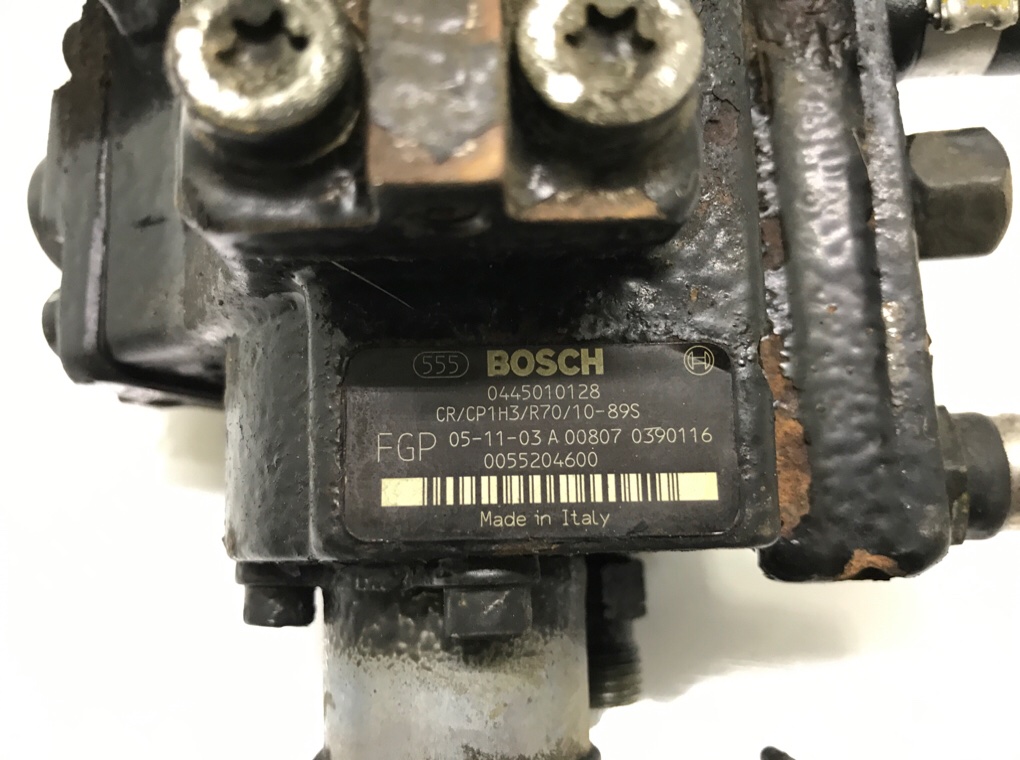 555 BOSCH
0445010128
CR/CP1H3/R70/10-89S
FGP 05-11-03 A 00807 0390116
0055204600
Made in Italy